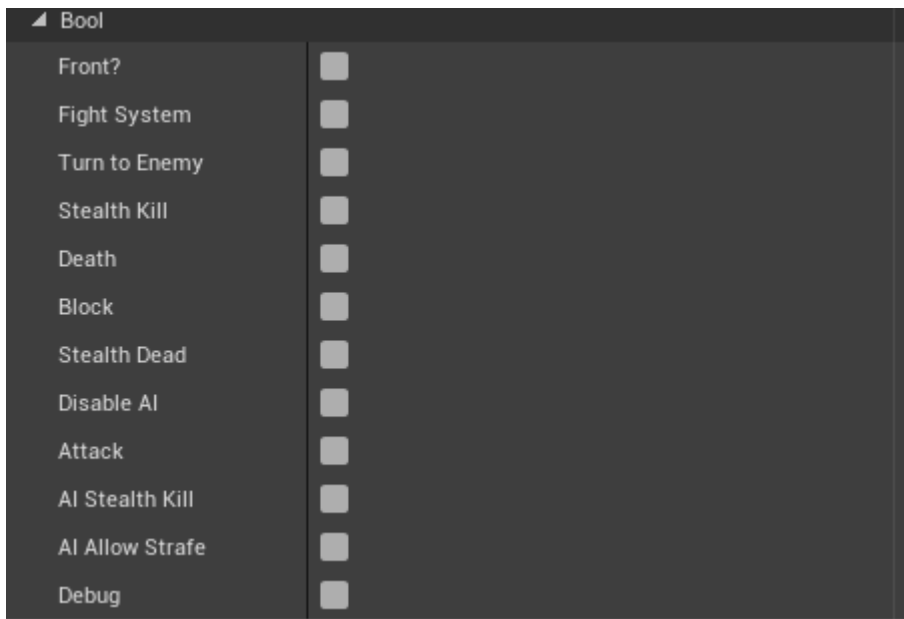 Bool
Front?
Fight System
Turn to Enemy
Stealth Kill
Death
Block
Stealth Dead
Disable AI
Attack
AI Stealth Kill
AI Allow Strafe
Debug